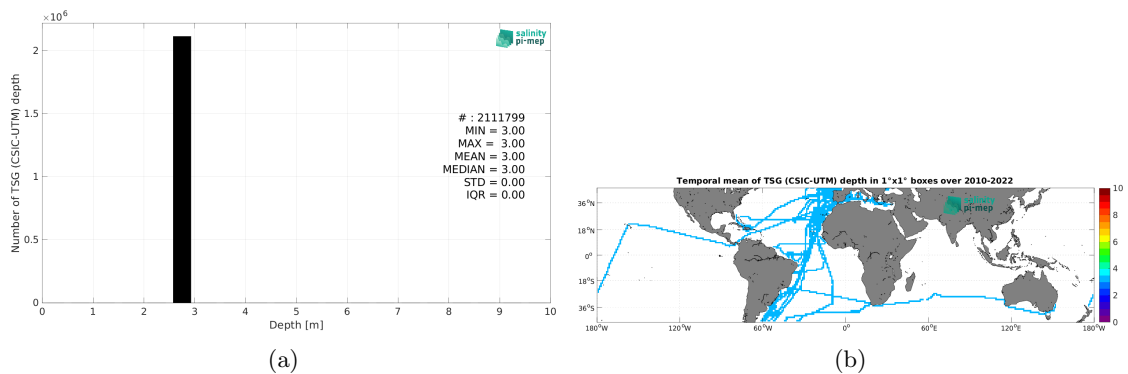 ×10⁶
2
1.5
1
0.5
0
Number of TSG (CSIC-UTM) depth
salinity
pi-mep
# : 2111799
MIN = 3.00
MAX = 3.00
MEAN = 3.00
MEDIAN = 3.00
STD = 0.00
IQR = 0.00
0 1 2 3 4 5 6 7 8 9 10
Depth [m]
(a)
Temporal mean of TSG (CSIC-UTM) depth in 1°x1° boxes over 2010-2022
salinity
pi-mep
36°N
18°N
0°
18°S
36°S
180°W 120°W 60°W 0° 60°E 120°E 180°E
10
8
6
4
2
0
(b)